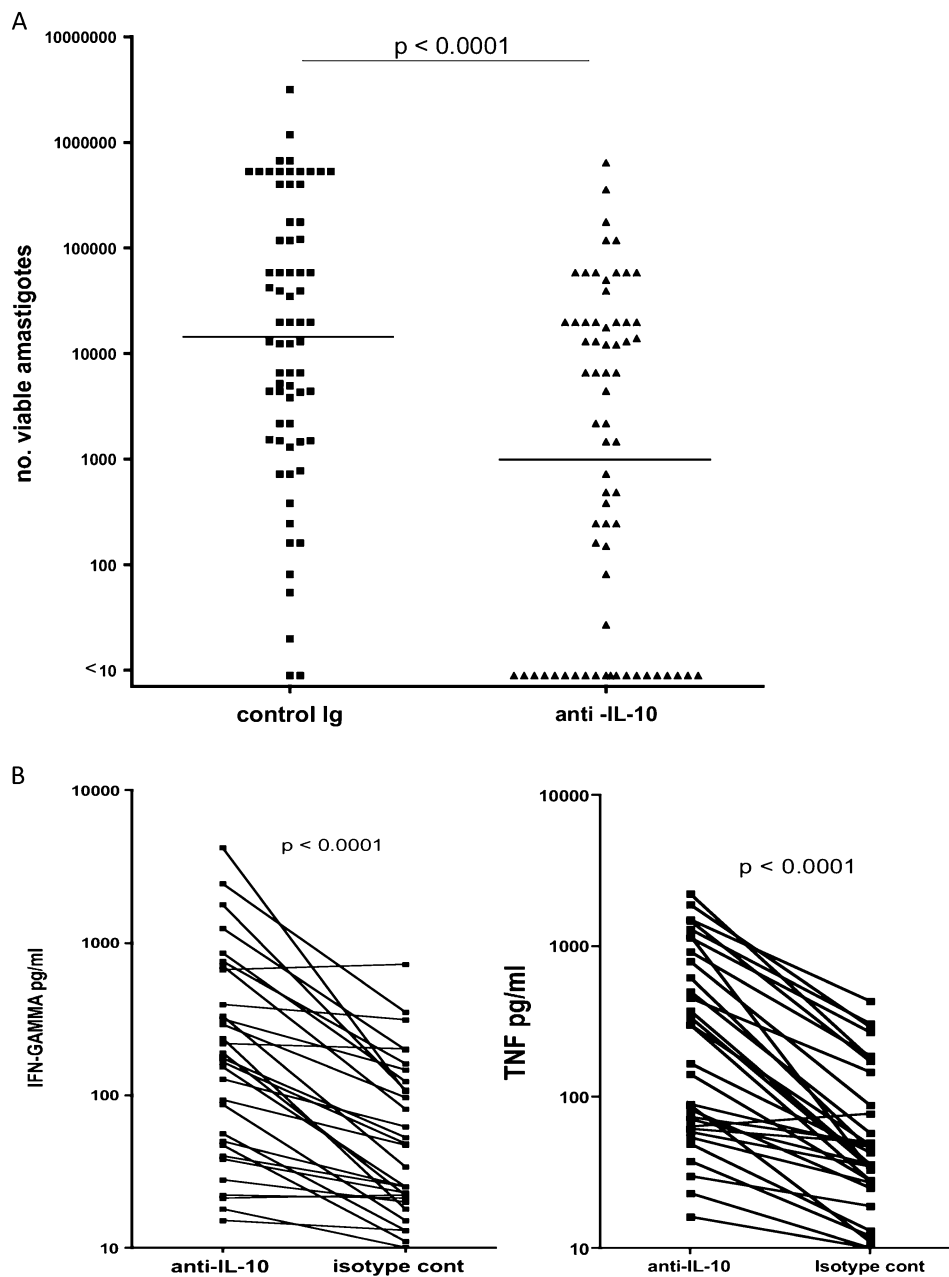 A
10000000
p < 0.0001
1000000
100000
10000
1000
100
<10
no. viable amastigotes
control Ig
anti -IL-10
B
10000
1000
100
10
IFN-GAMMA pg/ml
p < 0.0001
anti-IL-10
isotype cont
10000
1000
100
10
TNF pg/ml
p < 0.0001
anti-IL-10
Isotype cont